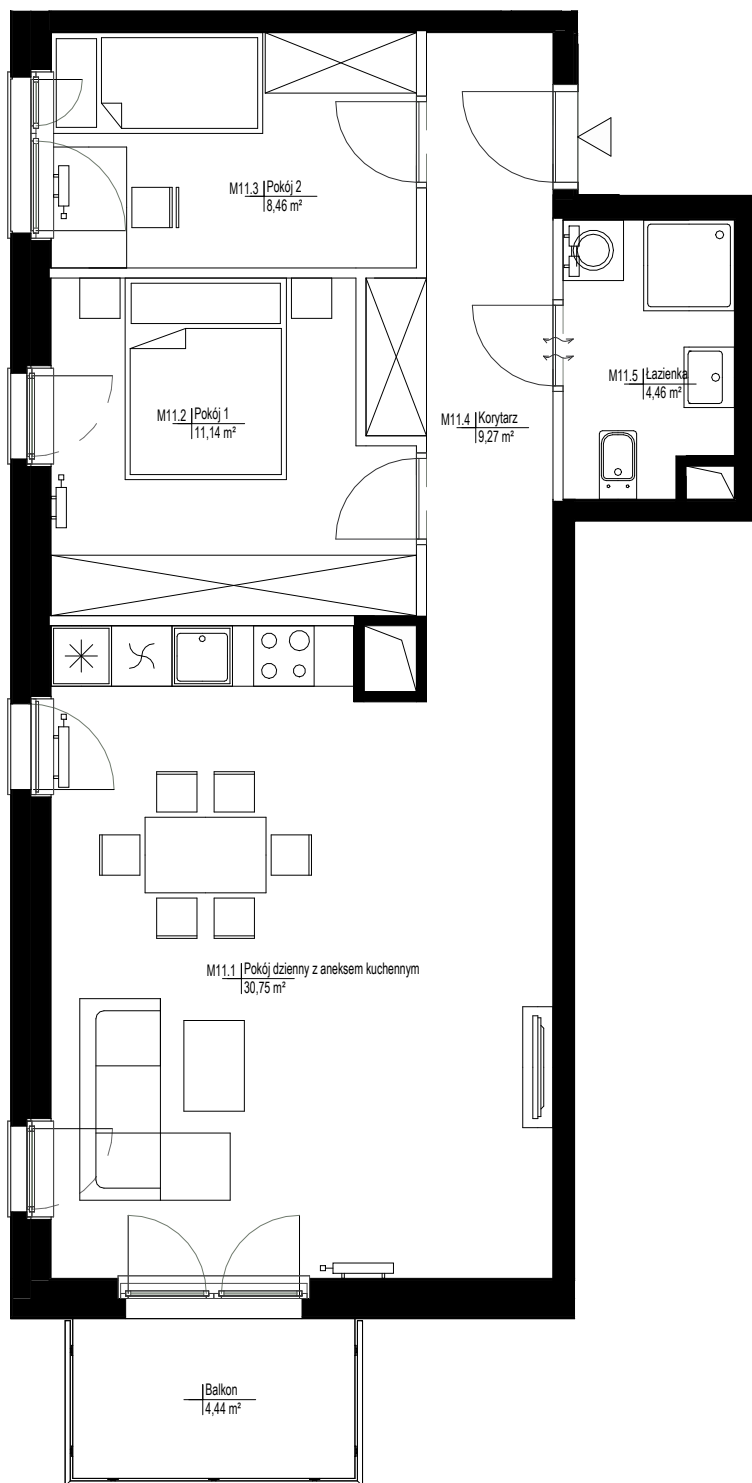 M11.3 Pokój 2
8,46 m²
M11.2 Pokój 1
11,14 m²
M11.5 Łazienka
4,46 m²
M11.4 Korytarz
9,27 m²
M11.1 Pokój dzienny z aneksem kuchennym
30,75 m²
Balkon
4,44 m²